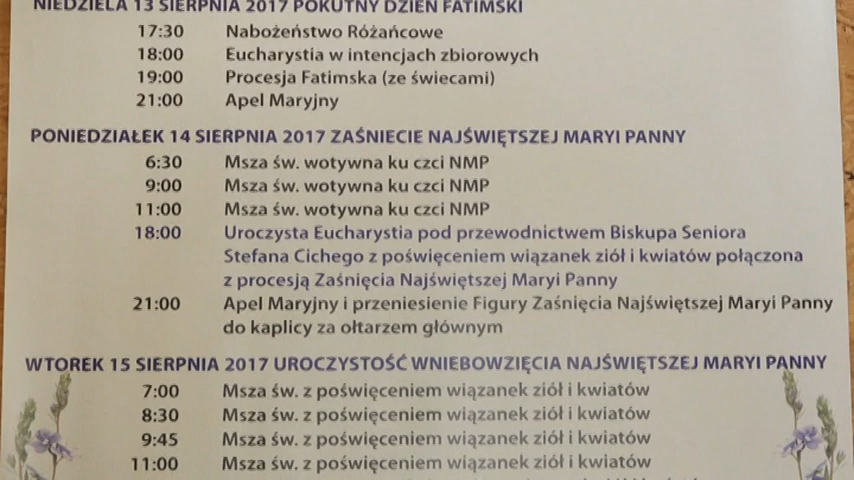 NIEDZIELA 13 SIERPNIA 2017 POKUTNY DZIEŃ FATIMSKI
17:30 Nabożeństwo Różańcowe
18:00 Eucharystia w intencjach zbiorowych
19:00 Procesja Fatimska (ze świecami)
21:00 Apel Maryjny
PONIEDZIAŁEK 14 SIERPNIA 2017 ZAŚNIECIE NAJŚWIĘTSZEJ MARYI PANNY
6:30 Msza św. wotywna ku czci NMP
9:00 Msza św. wotywna ku czci NMP
11:00 Msza św. wotywna ku czci NMP
18:00 Uroczysta Eucharystia pod przewodnictwem Biskupa Seniora
Stefana Cichego z poświęceniem wiązanek ziół i kwiatów połączona
z procesją Zaśnięcia Najświętszej Maryi Panny
21:00 Apel Maryjny i przeniesienie Figury Zaśnięcia Najświętszej Maryi Panny
do kaplicy za ołtarzem głównym
WTOREK 15 SIERPNIA 2017 UROCZYSTOŚĆ WNIEBOWZIĘCIA NAJŚWIĘTSZEJ MARYI PANNY
7:00 Msza św. z poświęceniem wiązanek ziół i kwiatów
8:30 Msza św. z poświęceniem wiązanek ziół i kwiatów
9:45 Msza św. z poświęceniem wiązanek ziół i kwiatów
11:00 Msza św. z poświęceniem wiązanek ziół i kwiatów